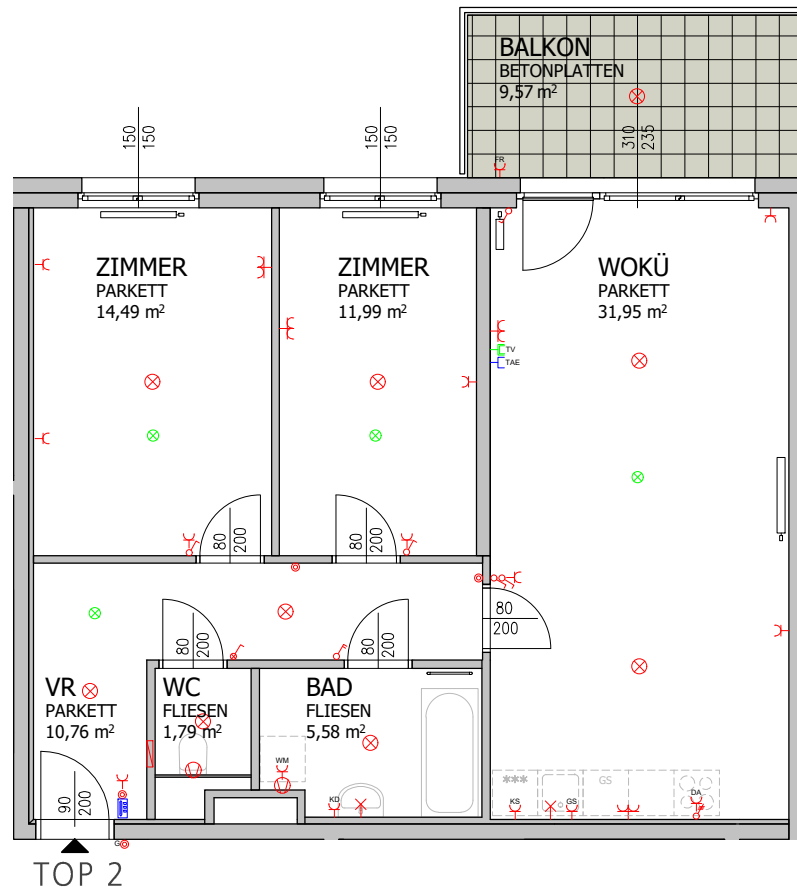 BALKON
BETONPLATTEN
9,57 m²
150
150
150
150
310
235
FR
ZIMMER
PARKETT
14,49 m²
ZIMMER
PARKETT
11,99 m²
WOKÜ
PARKETT
31,95 m²
TV
TAE
80
200
80
200
80
200
80
200
80
200
VR
PARKETT
10,76 m²
WC
FLIESEN
1,79 m²
BAD
FLIESEN
5,58 m²
WM
KD
***
GS
KS
GS
DA
90
200
G
TOP 2